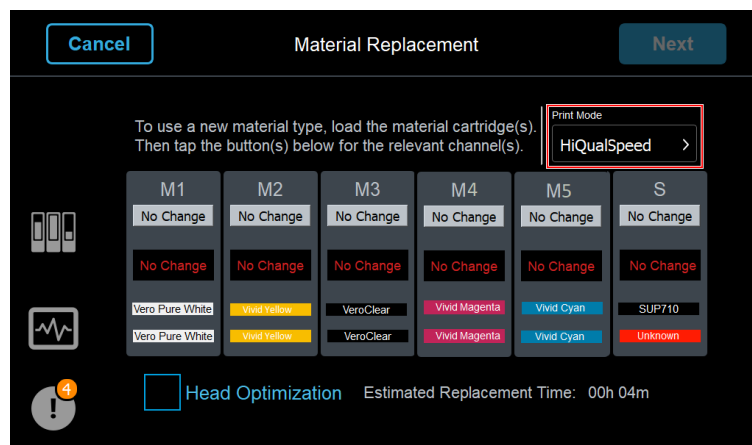 Cancel
Material Replacement
Next
To use a new material type, load the material cartridge(s).
Then tap the button(s) below for the relevant channel(s).
Print Mode
HiQualSpeed >
M1 M2 M3 M4 M5 S
No Change No Change No Change No Change No Change No Change
No Change No Change No Change No Change No Change No Change
Vero Pure White Vivid Yellow VeroClear Vivid Magenta Vivid Cyan SUP710
Vero Pure White Vivid Yellow VeroClear Vivid Magenta Vivid Cyan Unknown
4
!
Head Optimization Estimated Replacement Time: 00h 04m